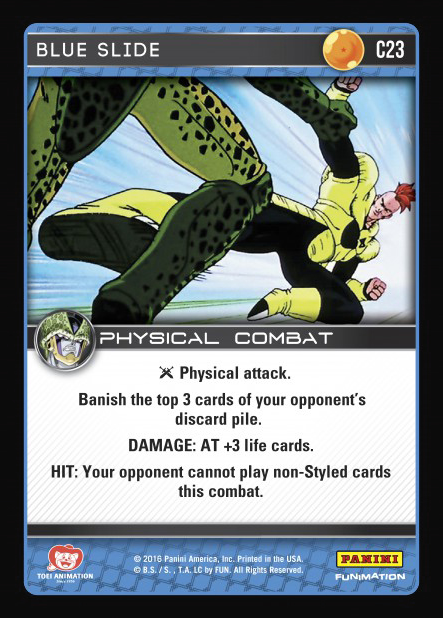 BLUE SLIDE
C23
PHYSICAL COMBAT
Physical attack.
Banish the top 3 cards of your opponent's
discard pile.
DAMAGE: AT +3 life cards.
HIT: Your opponent cannot play non-Styled cards
this combat.
TOEI ANIMATION
© 2016 Panini America, Inc. Printed in the USA.
© B.S. / S. , T.A. LC by FUN. All Rights Reserved.
PANINI
FUNIMATION